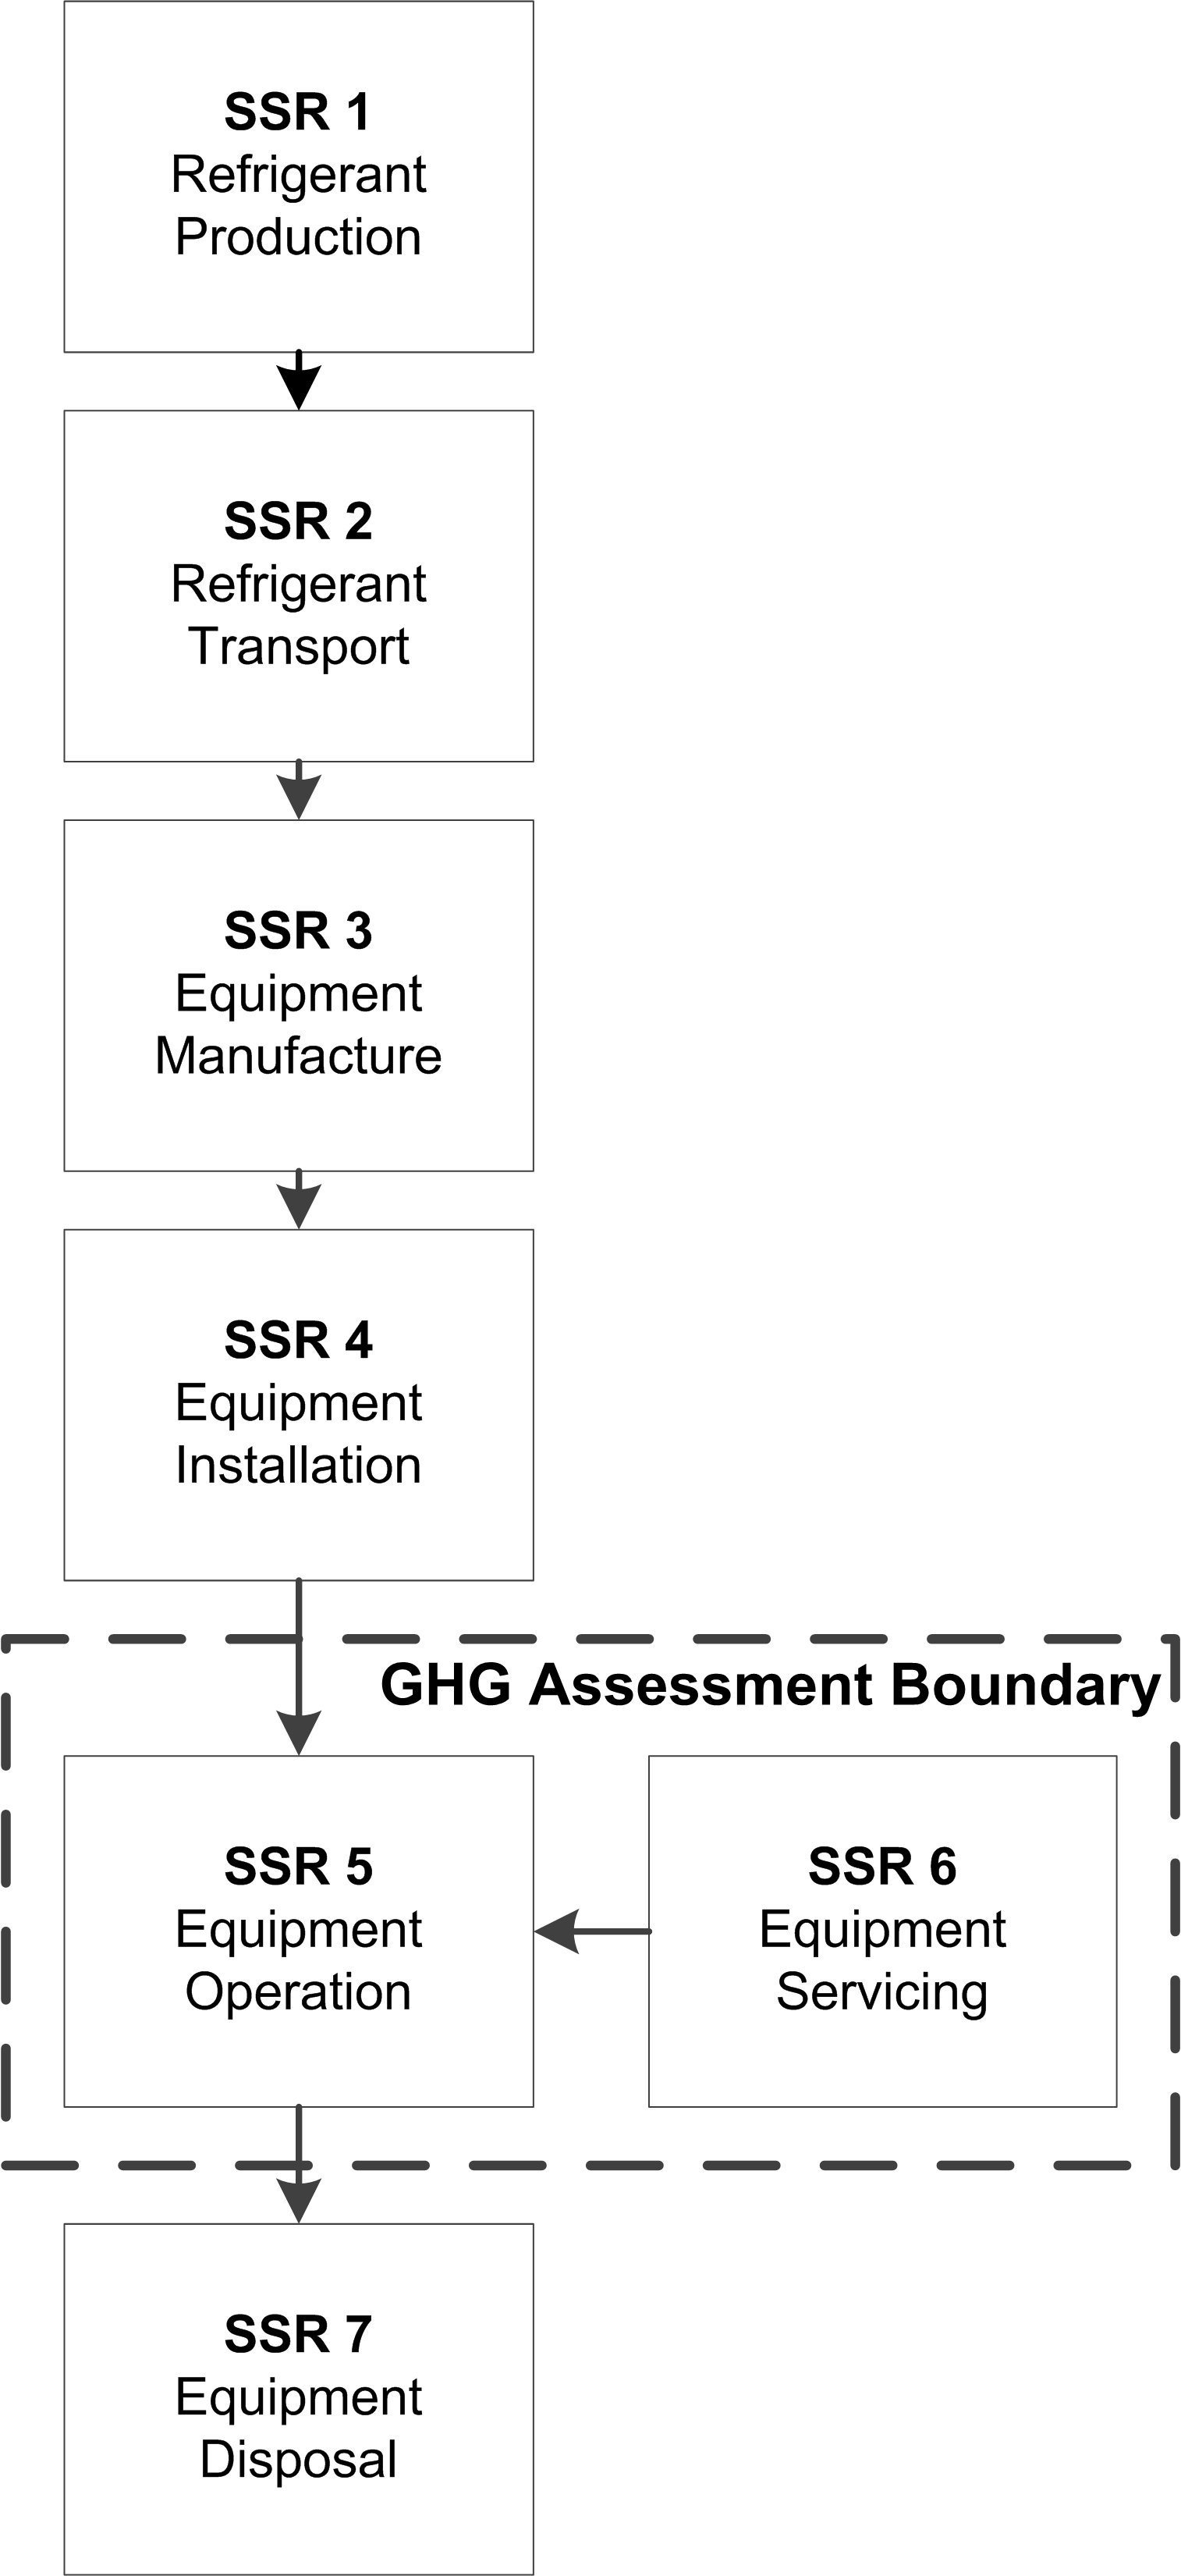 SSR 1
Refrigerant
Production
SSR 2
Refrigerant
Transport
SSR 3
Equipment
Manufacture
SSR 4
Equipment
Installation
GHG Assessment Boundary
SSR 5
Equipment
Operation
SSR 6
Equipment
Servicing
SSR 7
Equipment
Disposal